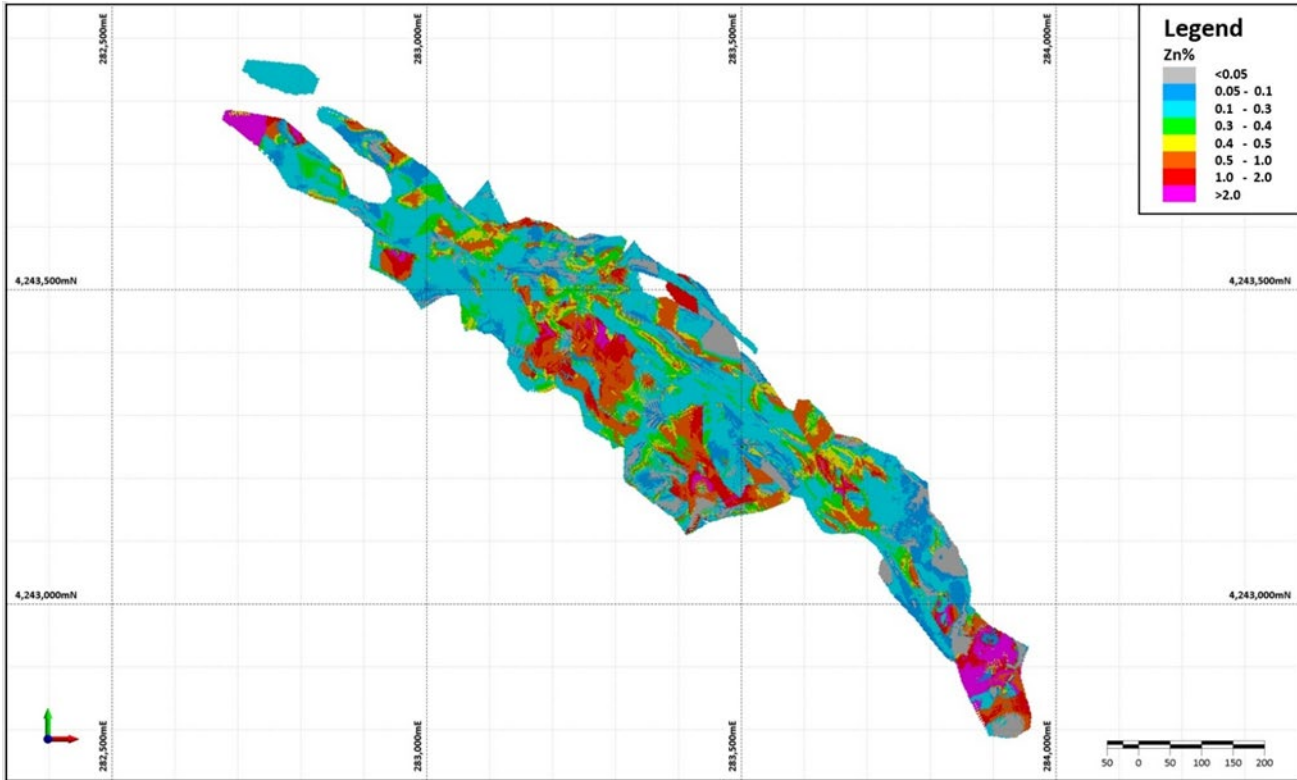 282,500mE
283,000mE
283,500mE
284,000mE
Legend
Zn%
<0.05
0.05 - 0.1
0.1 - 0.3
0.3 - 0.4
0.4 - 0.5
0.5 - 1.0
1.0 - 2.0
>2.0
4,243,500mN
4,243,500mN
4,243,000mN
4,243,000mN
282,500mE
283,000mE
283,500mE
284,000mE
50 0 50 100 150 200